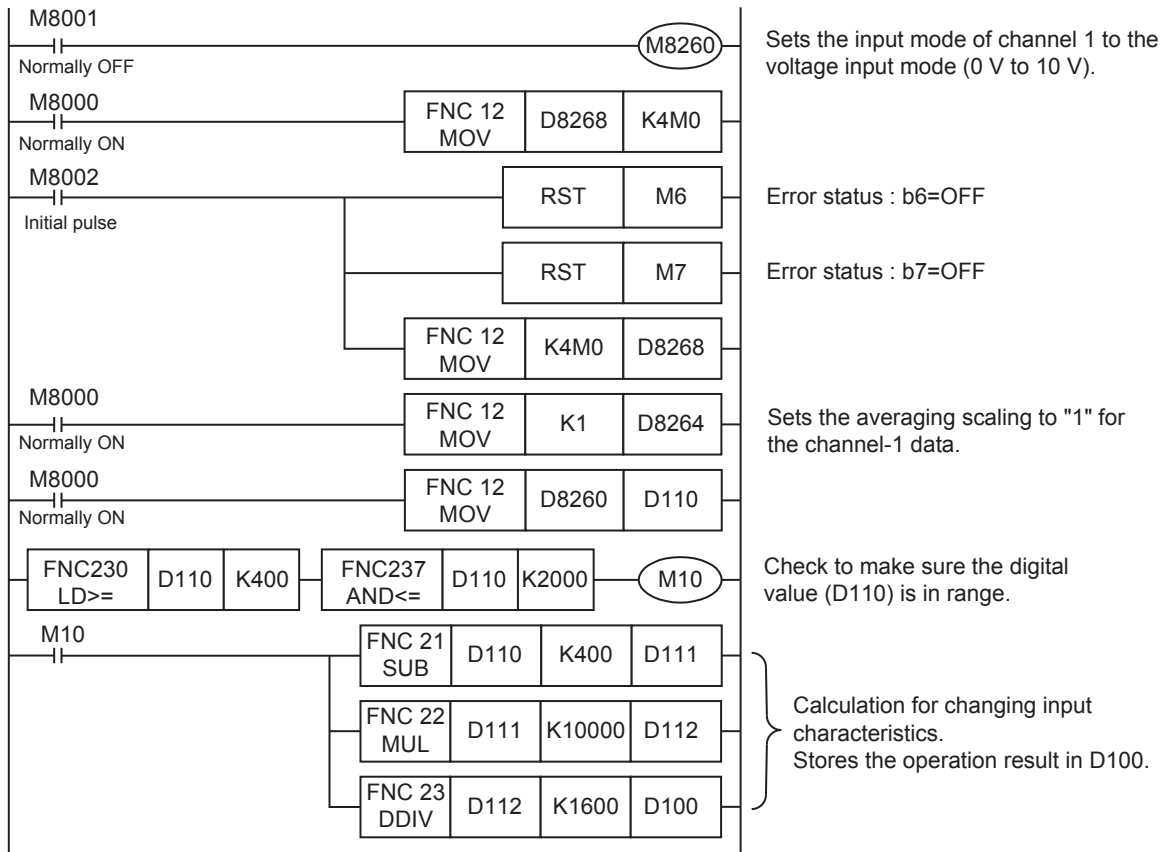 M8001
Normally OFF
M8260
Sets the input mode of channel 1 to the
voltage input mode (0 V to 10 V).
M8000
Normally ON
FNC 12
MOV
D8268
K4M0
M8002
Initial pulse
RST
M6
Error status : b6=OFF
RST
M7
Error status : b7=OFF
FNC 12
MOV
K4M0
D8268
M8000
Normally ON
FNC 12
MOV
K1
D8264
Sets the averaging scaling to "1" for
the channel-1 data.
M8000
Normally ON
FNC 12
MOV
D8260
D110
FNC230
LD>=
D110
K400
FNC237
AND<=
D110
K2000
M10
Check to make sure the digital
value (D110) is in range.
M10
FNC 21
SUB
D110
K400
D111
FNC 22
MUL
D111
K10000
D112
FNC 23
DDIV
D112
K1600
D100
Calculation for changing input
characteristics.
Stores the operation result in D100.